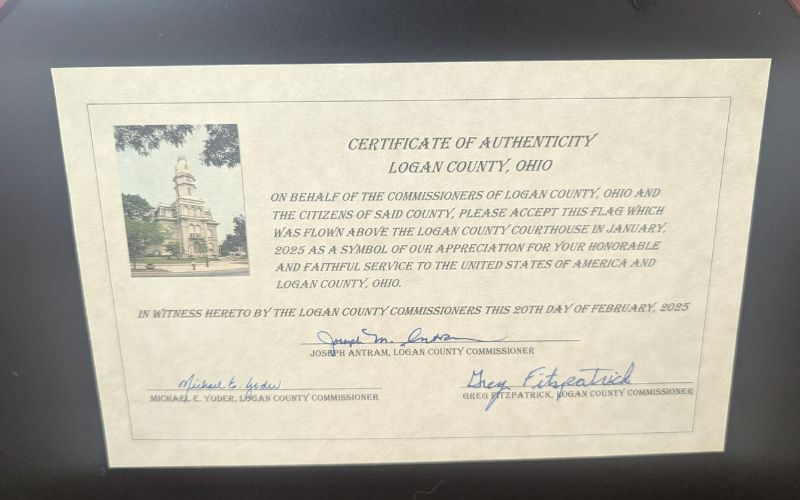 CERTIFICATE OF AUTHENTICITY
LOGAN COUNTY, OHIO
ON BEHALF OF THE COMMISSIONERS OF LOGAN COUNTY, OHIO AND
THE CITIZENS OF SAID COUNTY, PLEASE ACCEPT THIS FLAG WHICH
WAS FLOWN ABOVE THE LOGAN COUNTY COURTHOUSE IN JANUARY,
2025 AS A SYMBOL OF OUR APPRECIATION FOR YOUR HONORABLE
AND FAITHFUL SERVICE TO THE UNITED STATES OF AMERICA AND
LOGAN COUNTY, OHIO.
IN WITNESS HERETO BY THE LOGAN COUNTY COMMISSIONERS THIS 20TH DAY OF FEBRUARY, 2025
Joseph M. Antram
JOSEPH ANTRAM, LOGAN COUNTY COMMISSIONER
Michael E. Yoder
MICHAEL E. YODER, LOGAN COUNTY COMMISSIONER
Greg Fitzpatrick
GREG FITZPATRICK, LOGAN COUNTY COMMISSIONER